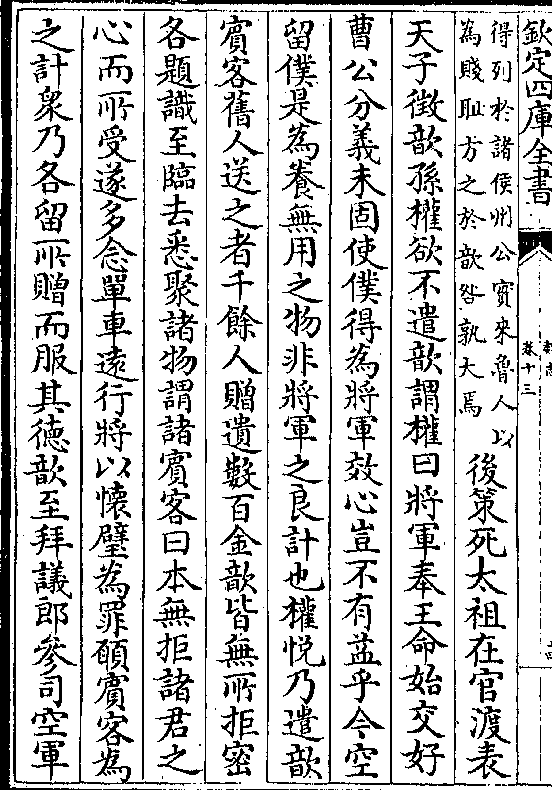 欽定四庫全書
卷十三
得列於諸侯州公實來魯人以
為賤恥方之於歆咎孰大焉
後策死太祖在官渡表
天子徵歆孫權欲不遣歆謂權曰將軍奉王命始交好
曹公分義未固使僕得為將軍效心豈不有益乎今空
留僕是為養無用之物非將軍之良計也權悅乃遣歆
賓客舊人送之者千餘人贈遺數百金歆皆無所拒密
各題識至臨去悉聚諸物謂諸賓客曰本無拒諸君之
心而所受遂多念單車遠行將以懷璧為罪願賓客為
之計衆乃各留所贈而服其德歆至拜議郎參司空軍